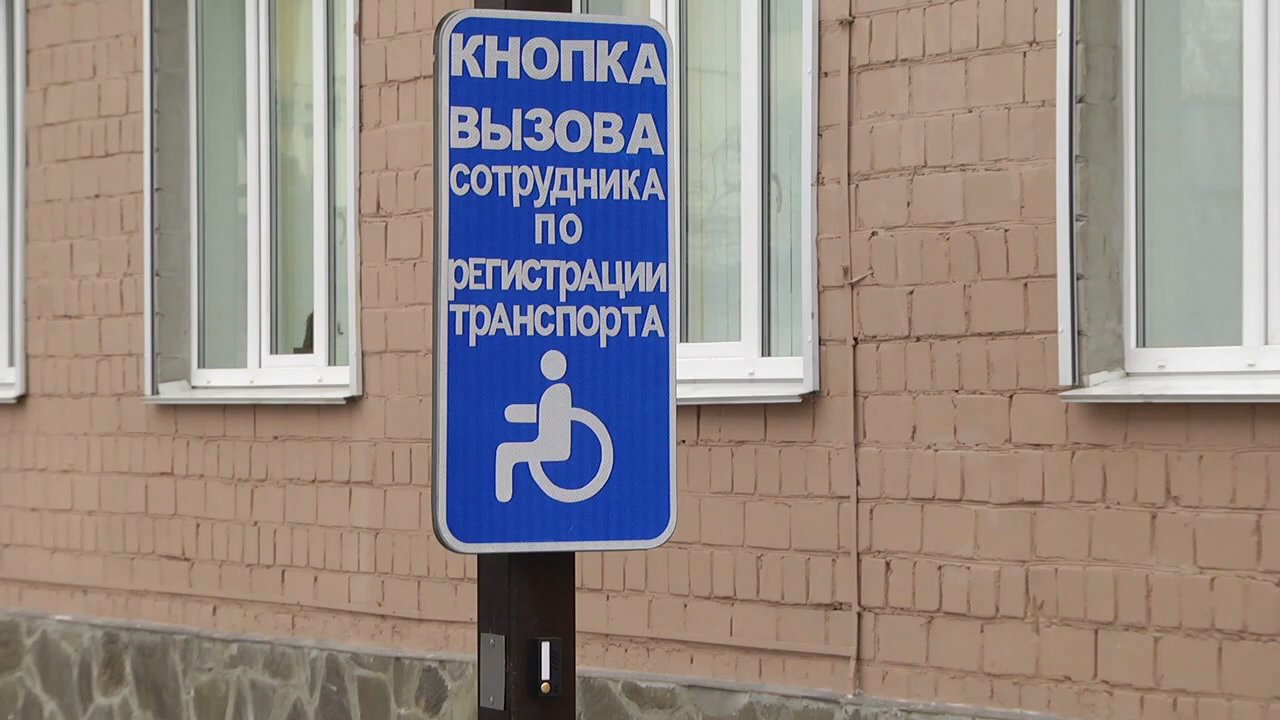 КНОПКА
ВЫЗОВА
СОТРУДНИКА
ПО
РЕГИСТРАЦИИ
ТРАНСПОРТА